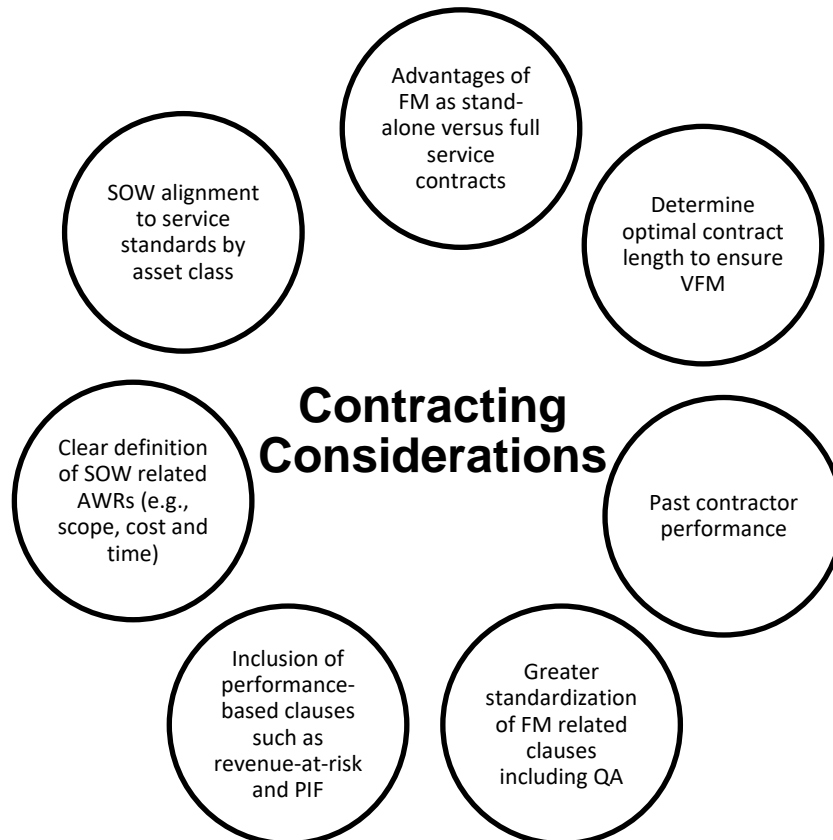 Contracting
Considerations
Advantages of
FM as stand-
alone versus full
service
contracts
Determine
optimal contract
length to ensure
VFM
Past contractor
performance
Greater
standardization
of FM related
clauses
including QA
Inclusion of
performance-
based clauses
such as
revenue-at-risk
and PIF
Clear definition
of SOW related
AWRs (e.g.,
scope, cost and
time)
SOW alignment
to service
standards by
asset class